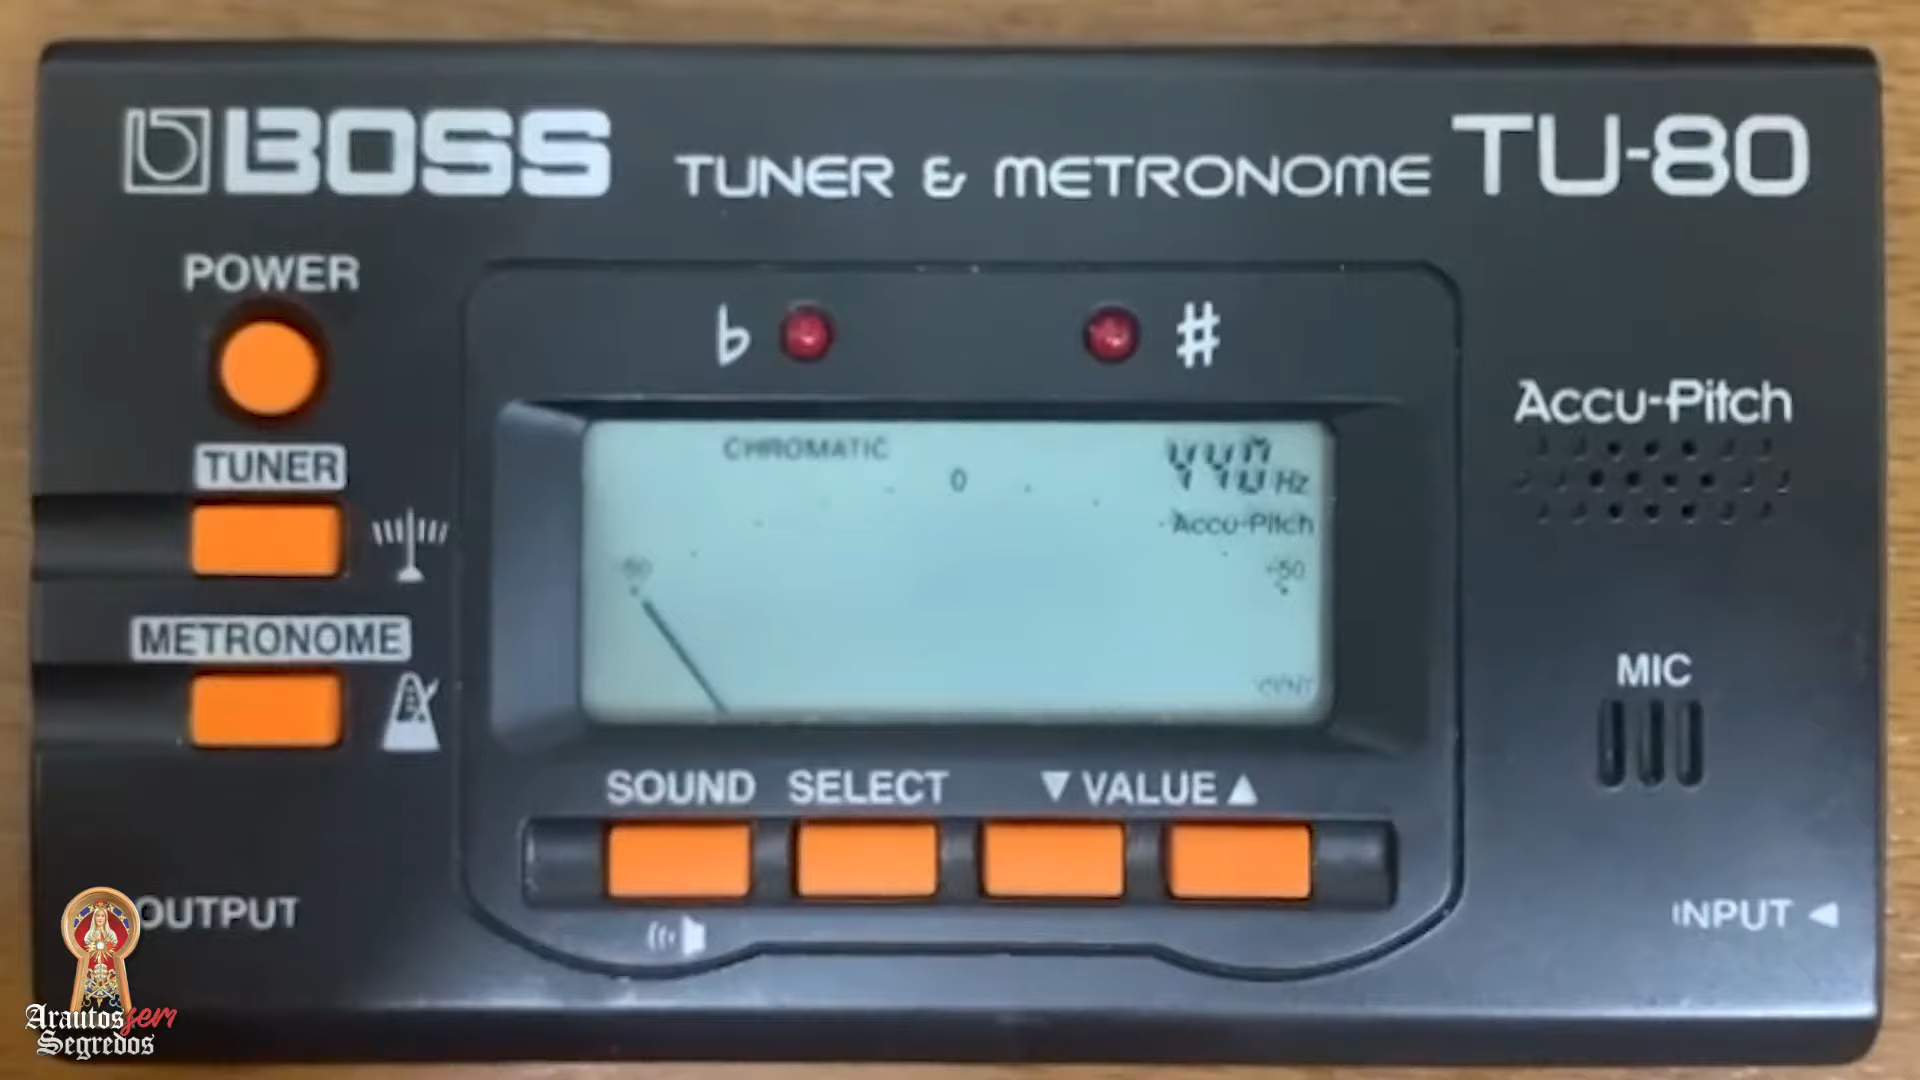 BOSS TUNER & METRONOME TU-80
POWER
♭ ♯
TUNER
CHROMATIC 440 Hz
0
Accu-Pitch
-50 +50
Accu-Pitch
METRONOME
MIC
SOUND SELECT ▼ VALUE ▲
OUTPUT
INPUT ◀
Arautos sem
Segredos